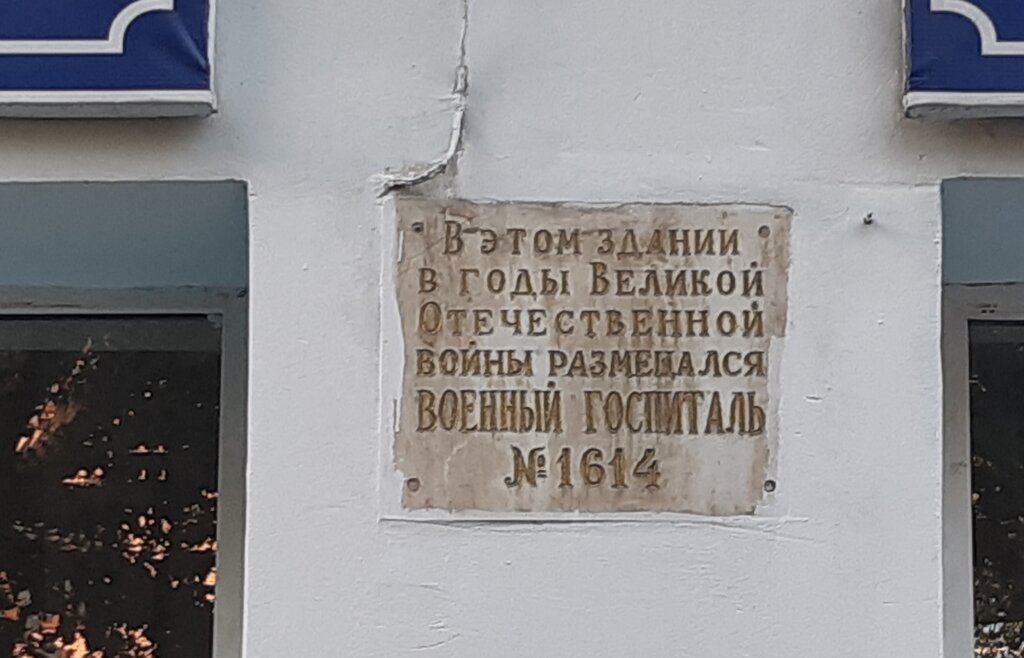 В этом здании
в годы Великой
Отечественной
войны размещался
ВОЕННЫЙ ГОСПИТАЛЬ
№1614